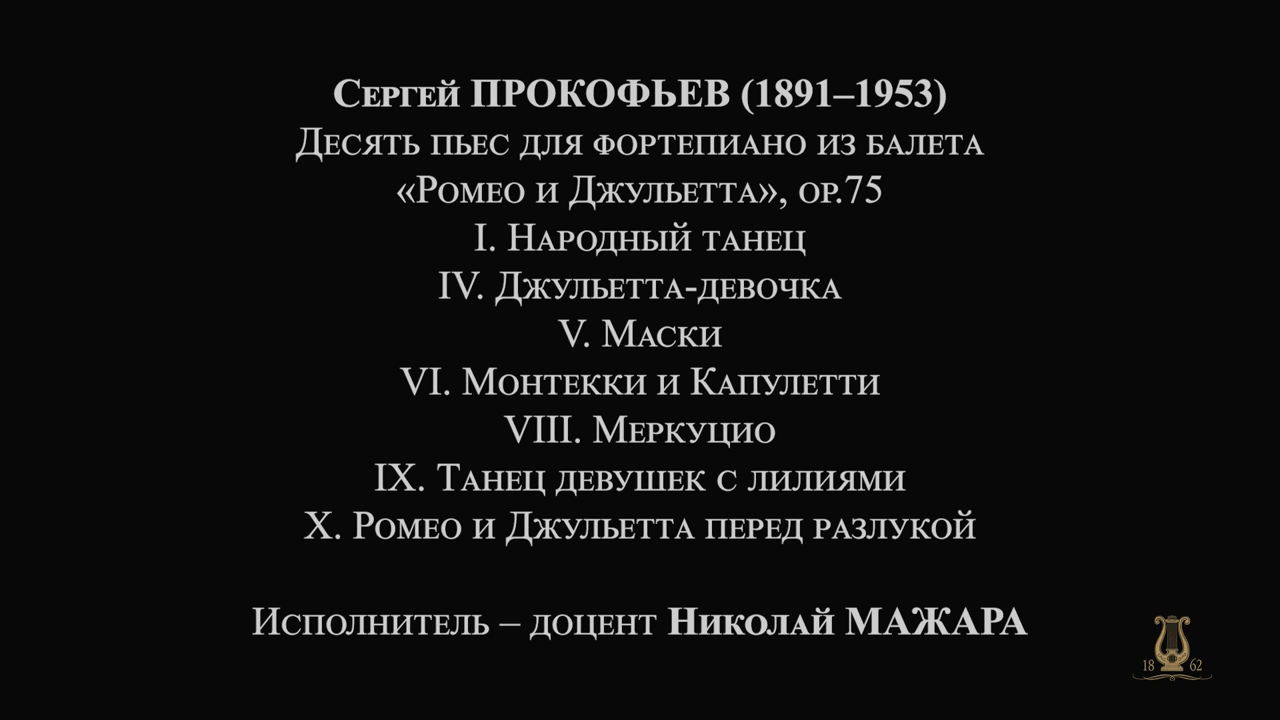 Сергей ПРОКОФЬЕВ (1891–1953)
Десять пьес для фортепиано из балета
«Ромео и Джульетта», ор.75
I. Народный танец
IV. Джульетта-девочка
V. Маски
VI. Монтекки и Капулетти
VIII. Меркуцио
IX. Танец девушек с лилиями
X. Ромео и Джульетта перед разлукой
Исполнитель – доцент Николай МАЖАРА
18 62